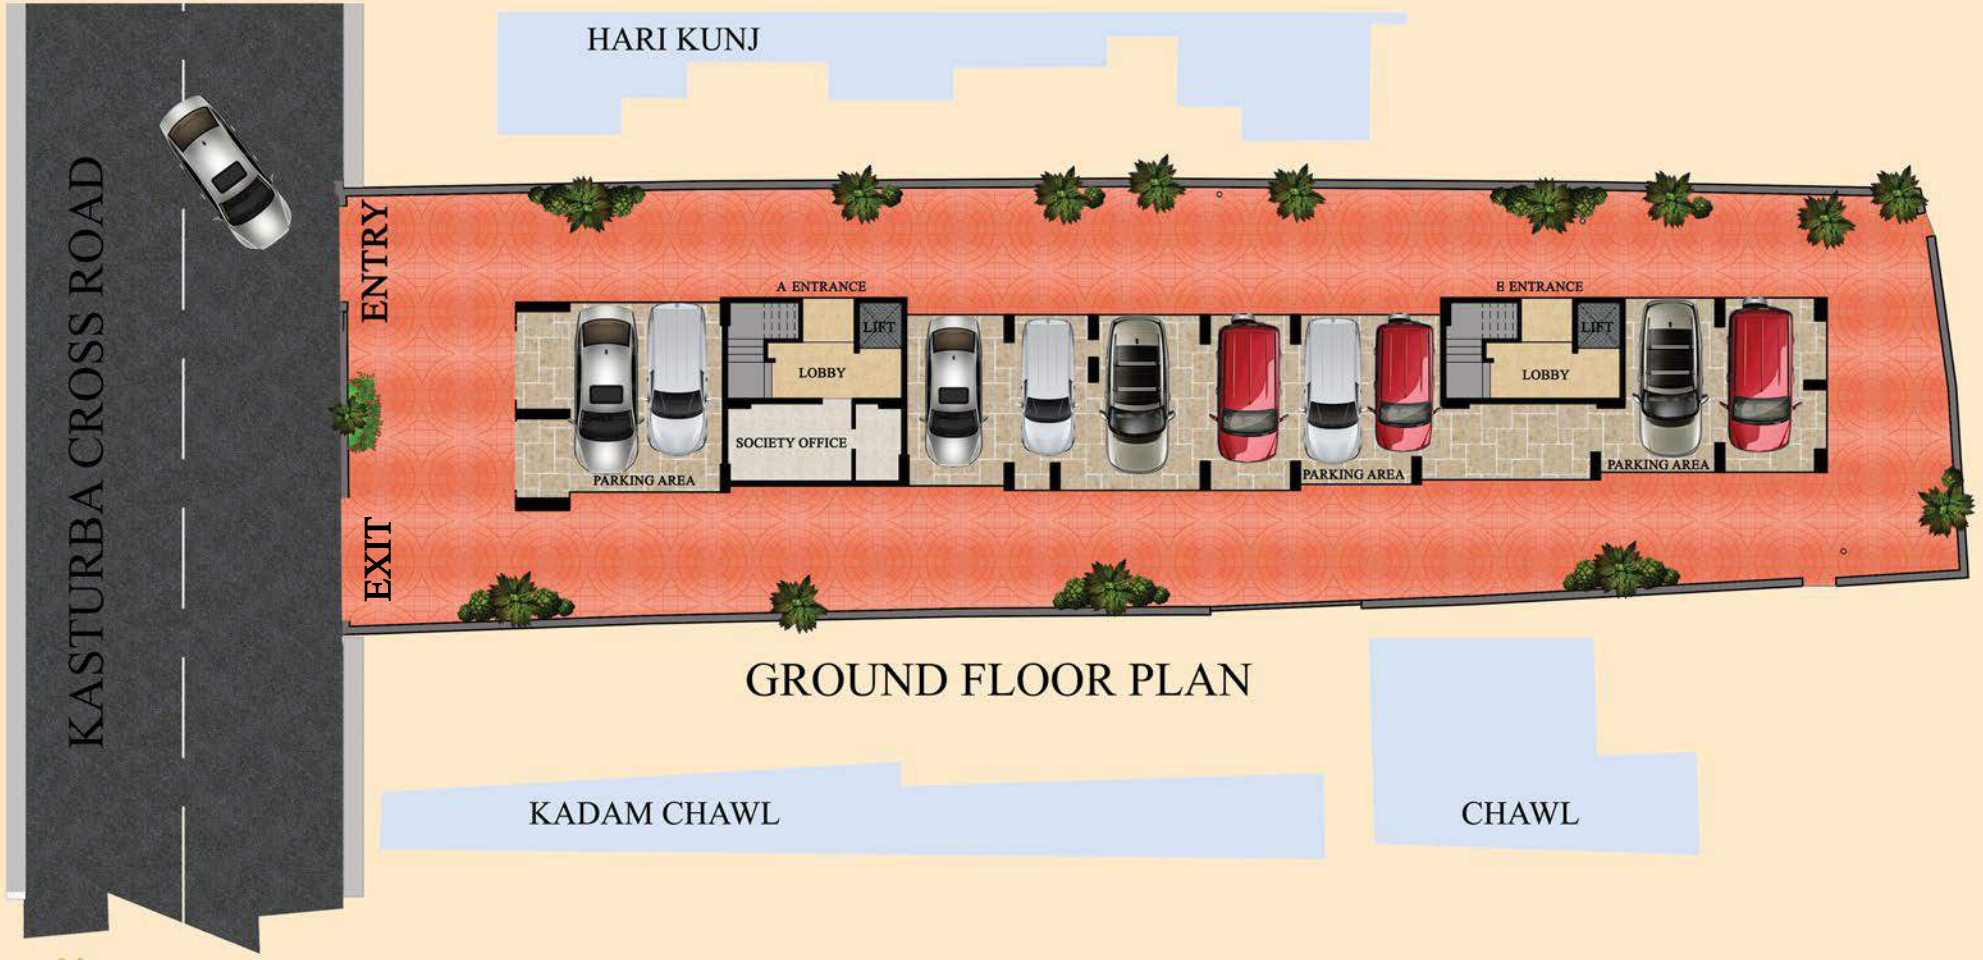 HARI KUNJ
KASTURBA CROSS ROAD
ENTRY
A ENTRANCE
B ENTRANCE
LIFT
LIFT
LOBBY
LOBBY
SOCIETY OFFICE
PARKING AREA
PARKING AREA
PARKING AREA
EXIT
GROUND FLOOR PLAN
KADAM CHAWL
CHAWL